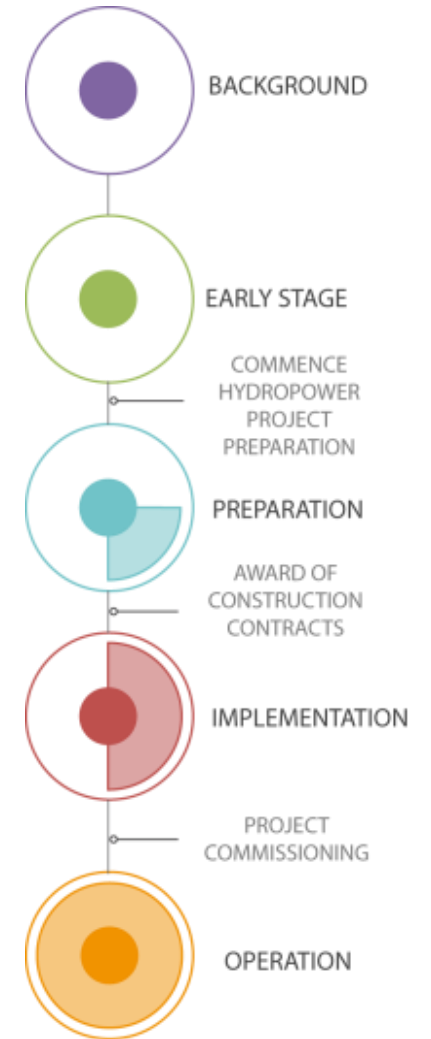 BACKGROUND
EARLY STAGE
COMMENCE
HYDROPOWER
PROJECT
PREPARATION
PREPARATION
AWARD OF
CONSTRUCTION
CONTRACTS
IMPLEMENTATION
PROJECT
COMMISSIONING
OPERATION